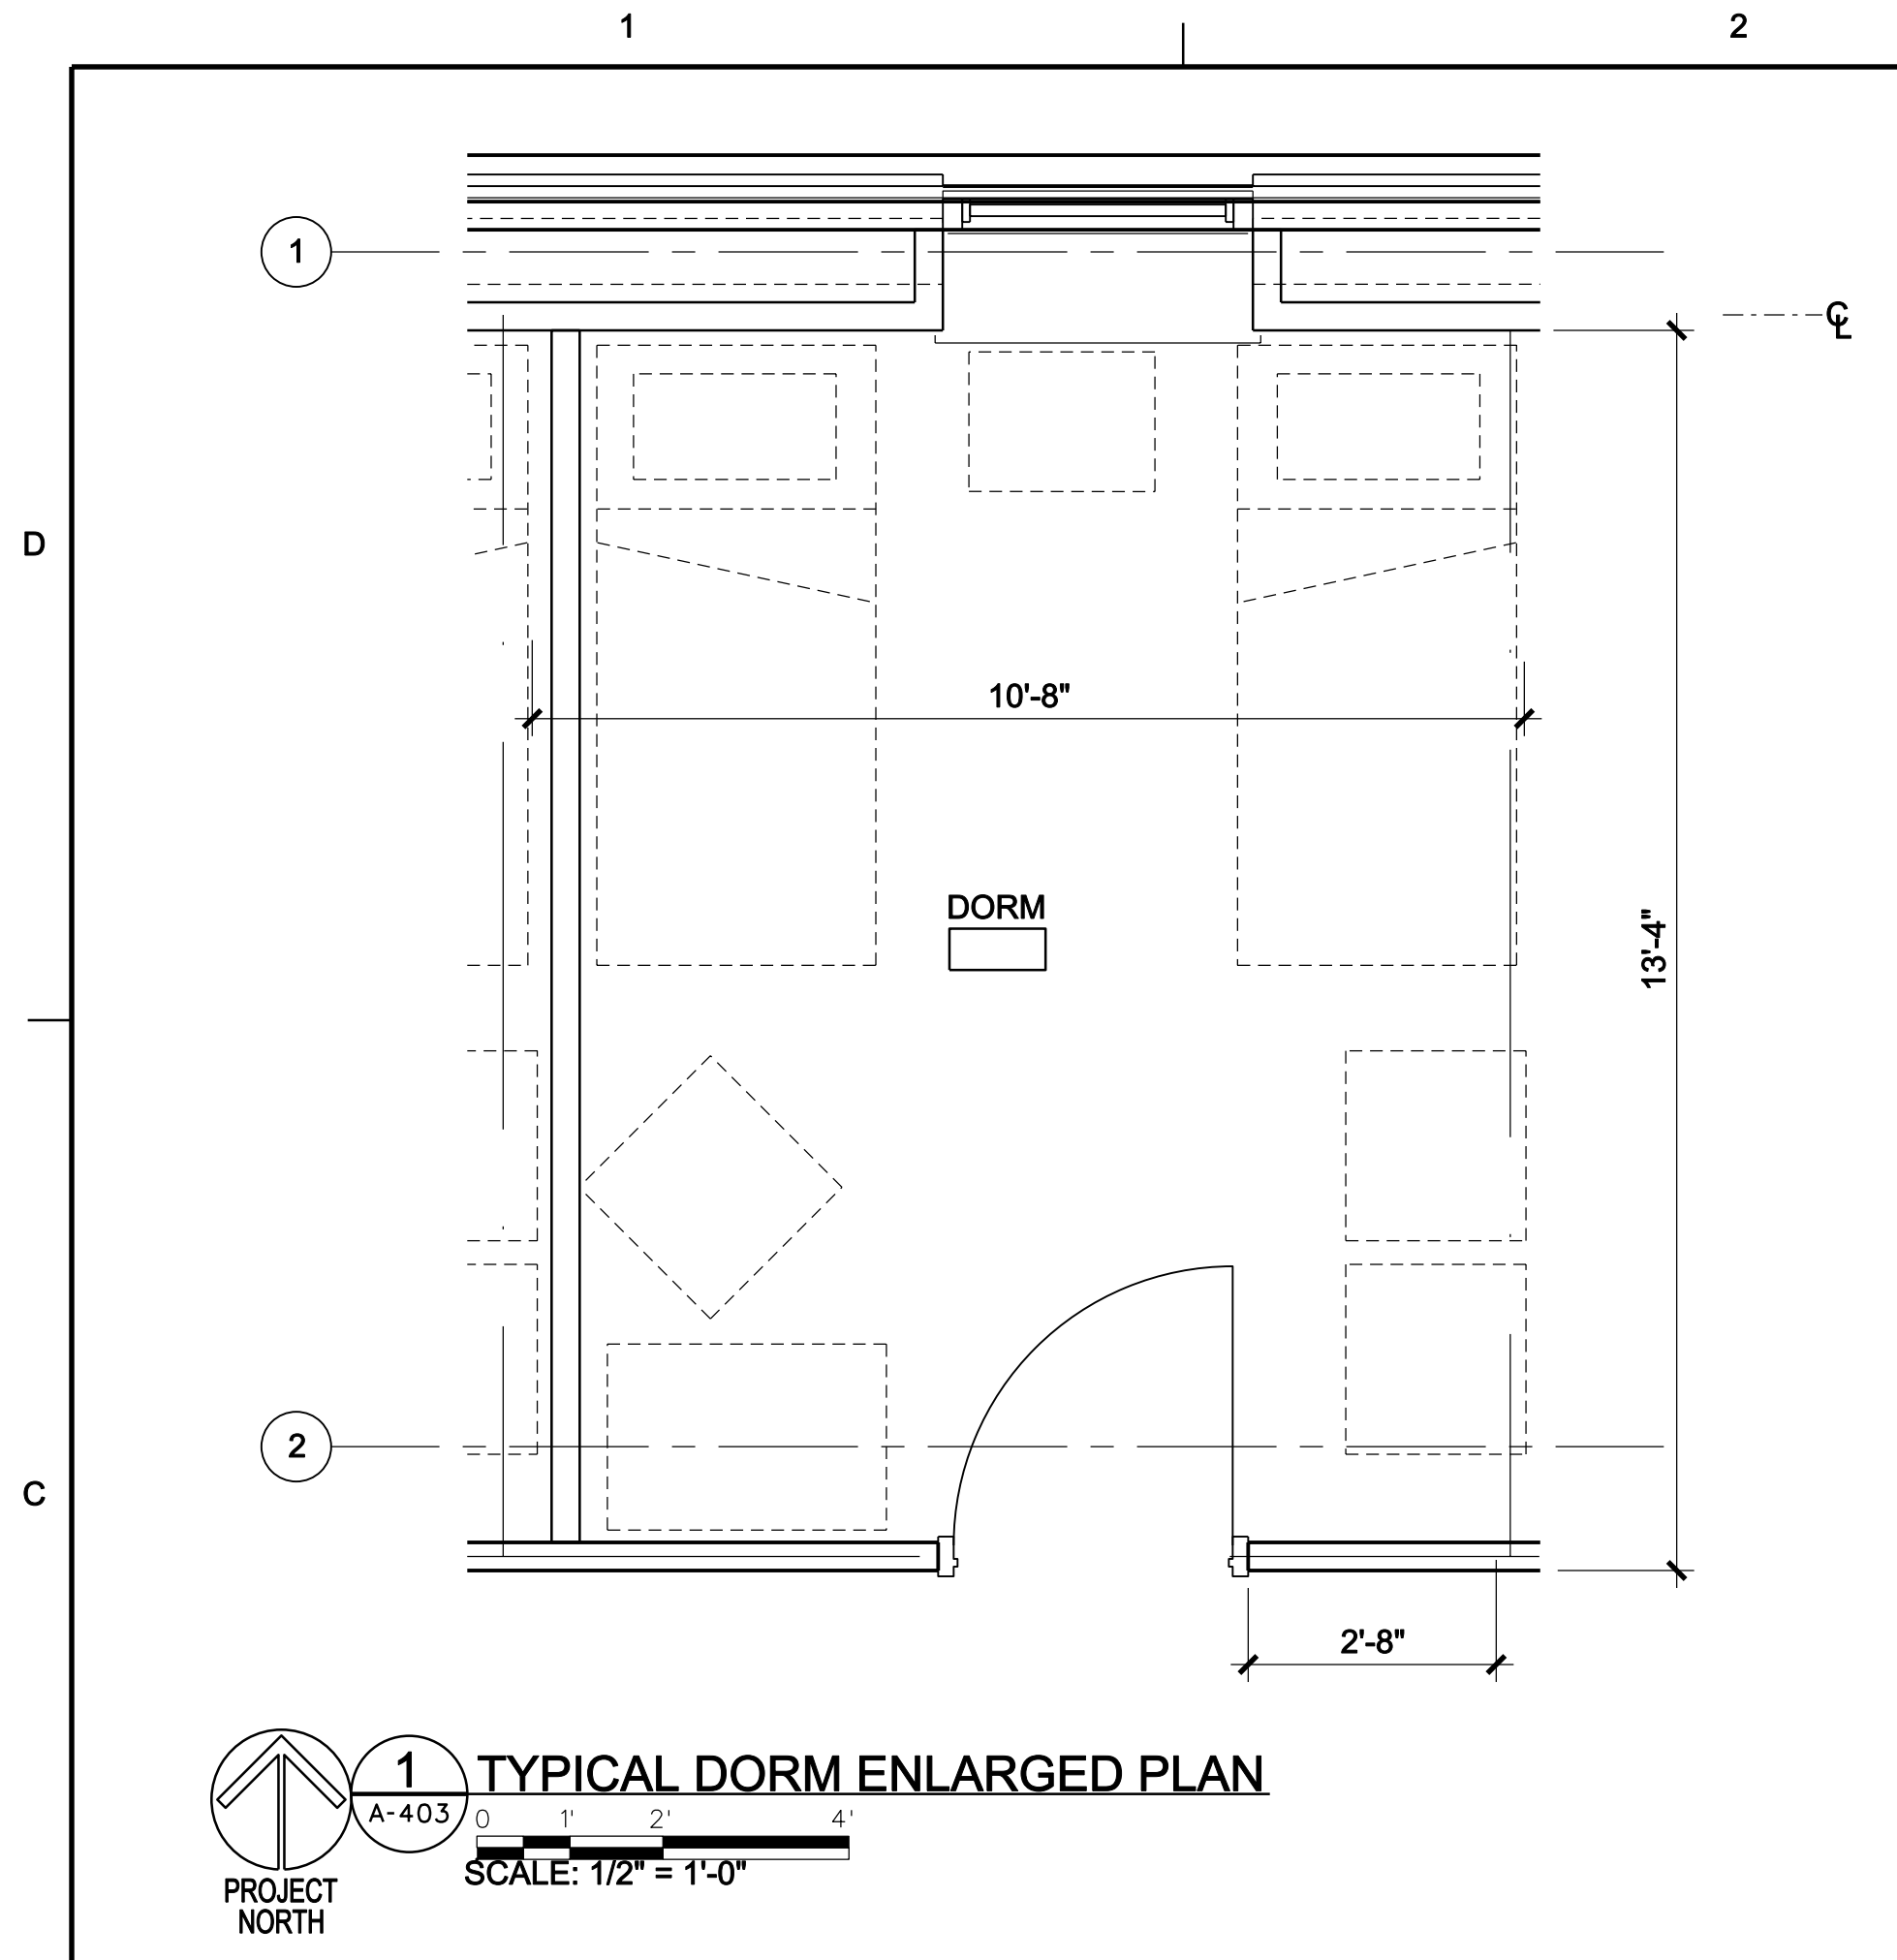 1
2
1
℄
D
10'-8"
DORM
13'-4"
2
C
2'-8"
1
A-403
TYPICAL DORM ENLARGED PLAN
0 1' 2' 4'
SCALE: 1/2" = 1'-0"
PROJECT
NORTH